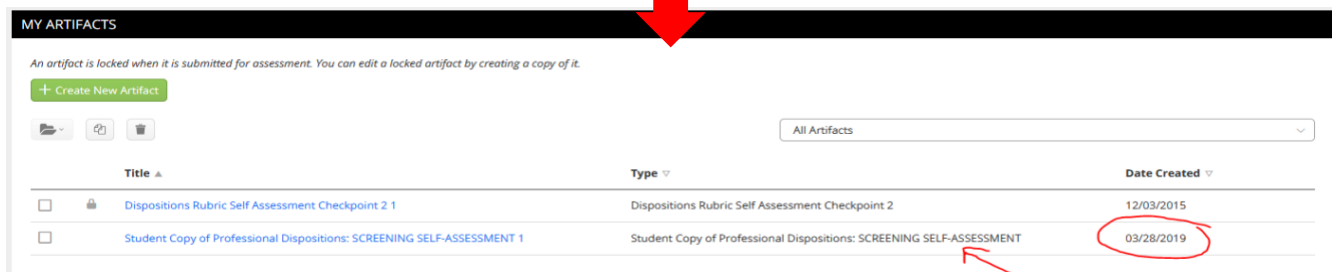 MY ARTIFACTS
An artifact is locked when it is submitted for assessment. You can edit a locked artifact by creating a copy of it.
+ Create New Artifact
All Artifacts
Title Type Date Created
Dispositions Rubric Self Assessment Checkpoint 2 1 Dispositions Rubric Self Assessment Checkpoint 2 12/03/2015
Student Copy of Professional Dispositions: SCREENING SELF-ASSESSMENT 1 Student Copy of Professional Dispositions: SCREENING SELF-ASSESSMENT 03/28/2019